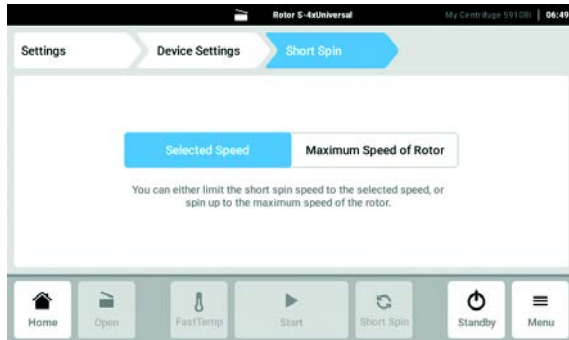 Rotor S-4xUniversal My Centrifuge 5910Ri 06:49
Settings Device Settings Short Spin
Selected Speed Maximum Speed of Rotor
You can either limit the short spin speed to the selected speed, or
spin up to the maximum speed of the rotor.
Home Open FastTemp Start Short Spin Standby Menu